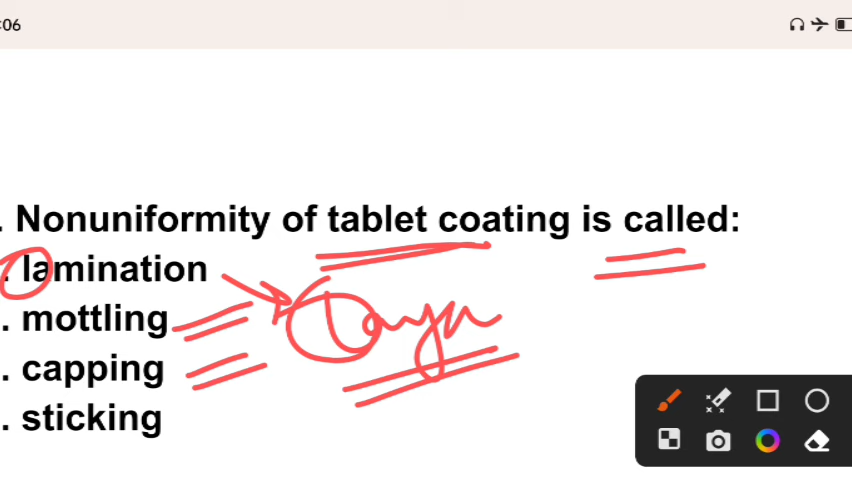 :06
. Nonuniformity of tablet coating is called:
. lamination
. mottling
. capping
. sticking